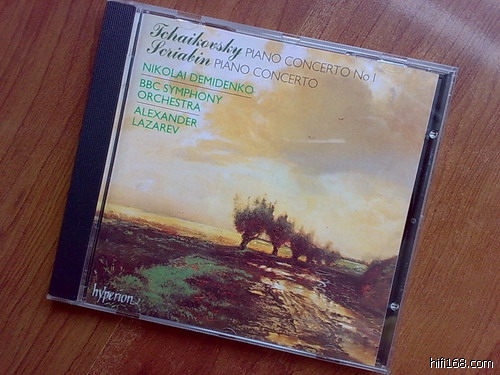 Tchaikovsky PIANO CONCERTO No 1
Scriabin PIANO CONCERTO
NIKOLAI DEMIDENKO
BBC SYMPHONY
ORCHESTRA
ALEXANDER
LAZAREV
hyperion
hifi168.com